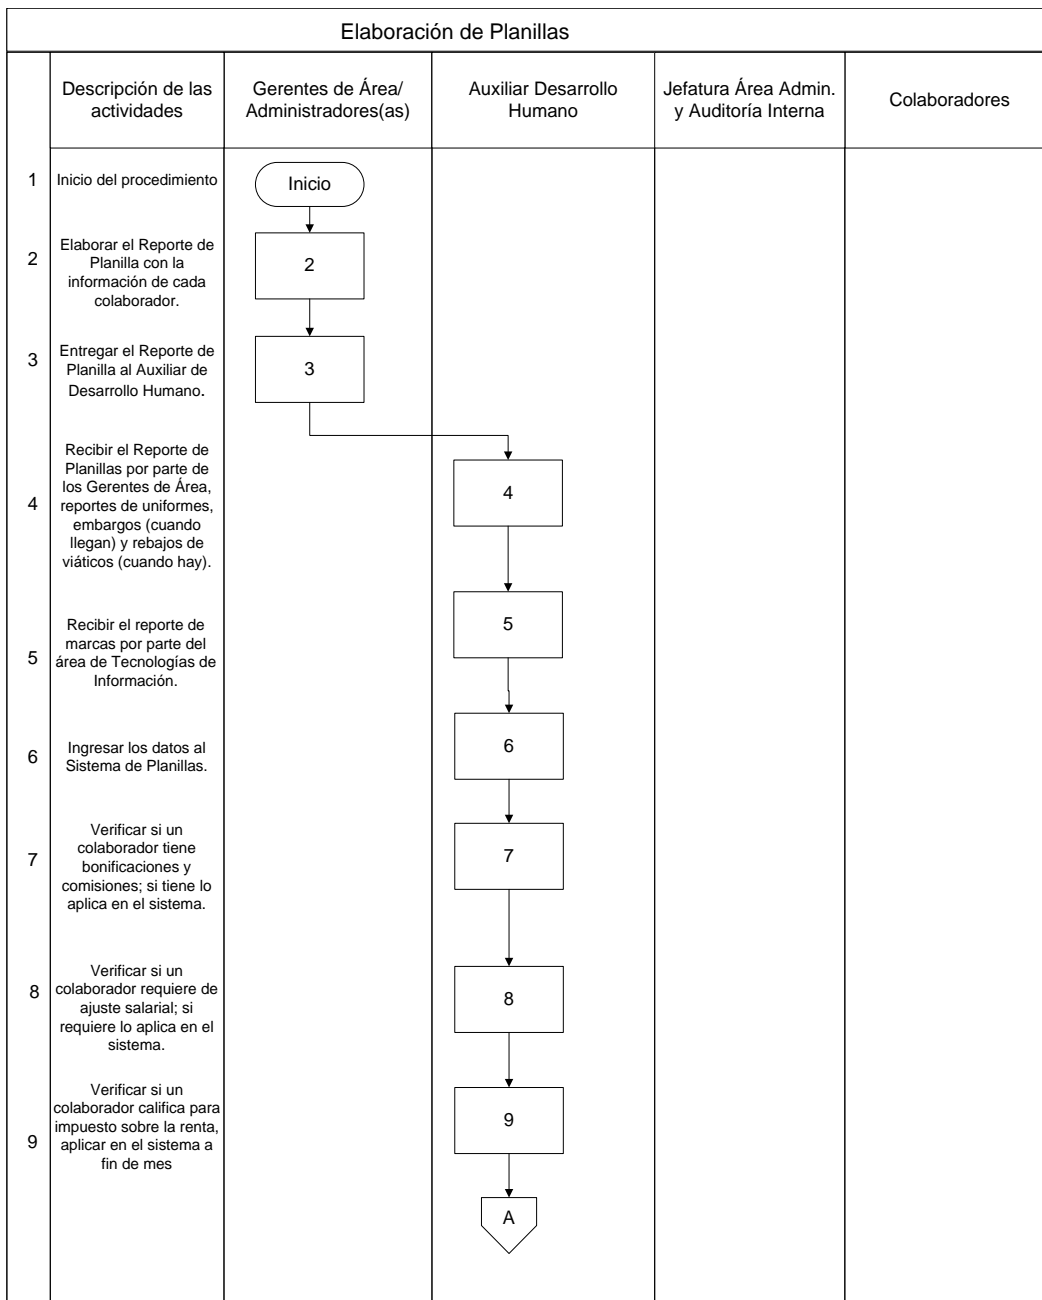 Elaboración de Planillas
Descripción de las
actividades
Gerentes de Área/
Administradores(as)
Auxiliar Desarrollo
Humano
Jefatura Área Admin.
y Auditoría Interna
Colaboradores
1
Inicio del procedimiento
Inicio
2
Elaborar el Reporte de
Planilla con la
información de cada
colaborador.
2
3
Entregar el Reporte de
Planilla al Auxiliar de
Desarrollo Humano.
3
4
Recibir el Reporte de
Planillas por parte de
los Gerentes de Área,
reportes de uniformes,
embargos (cuando
llegan) y rebajos de
viáticos (cuando hay).
4
5
Recibir el reporte de
marcas por parte del
área de Tecnologías de
Información.
5
6
Ingresar los datos al
Sistema de Planillas.
6
7
Verificar si un
colaborador tiene
bonificaciones y
comisiones; si tiene lo
aplica en el sistema.
7
8
Verificar si un
colaborador requiere de
ajuste salarial; si
requiere lo aplica en el
sistema.
8
9
Verificar si un
colaborador califica para
impuesto sobre la renta,
aplicar en el sistema a
fin de mes
9
A